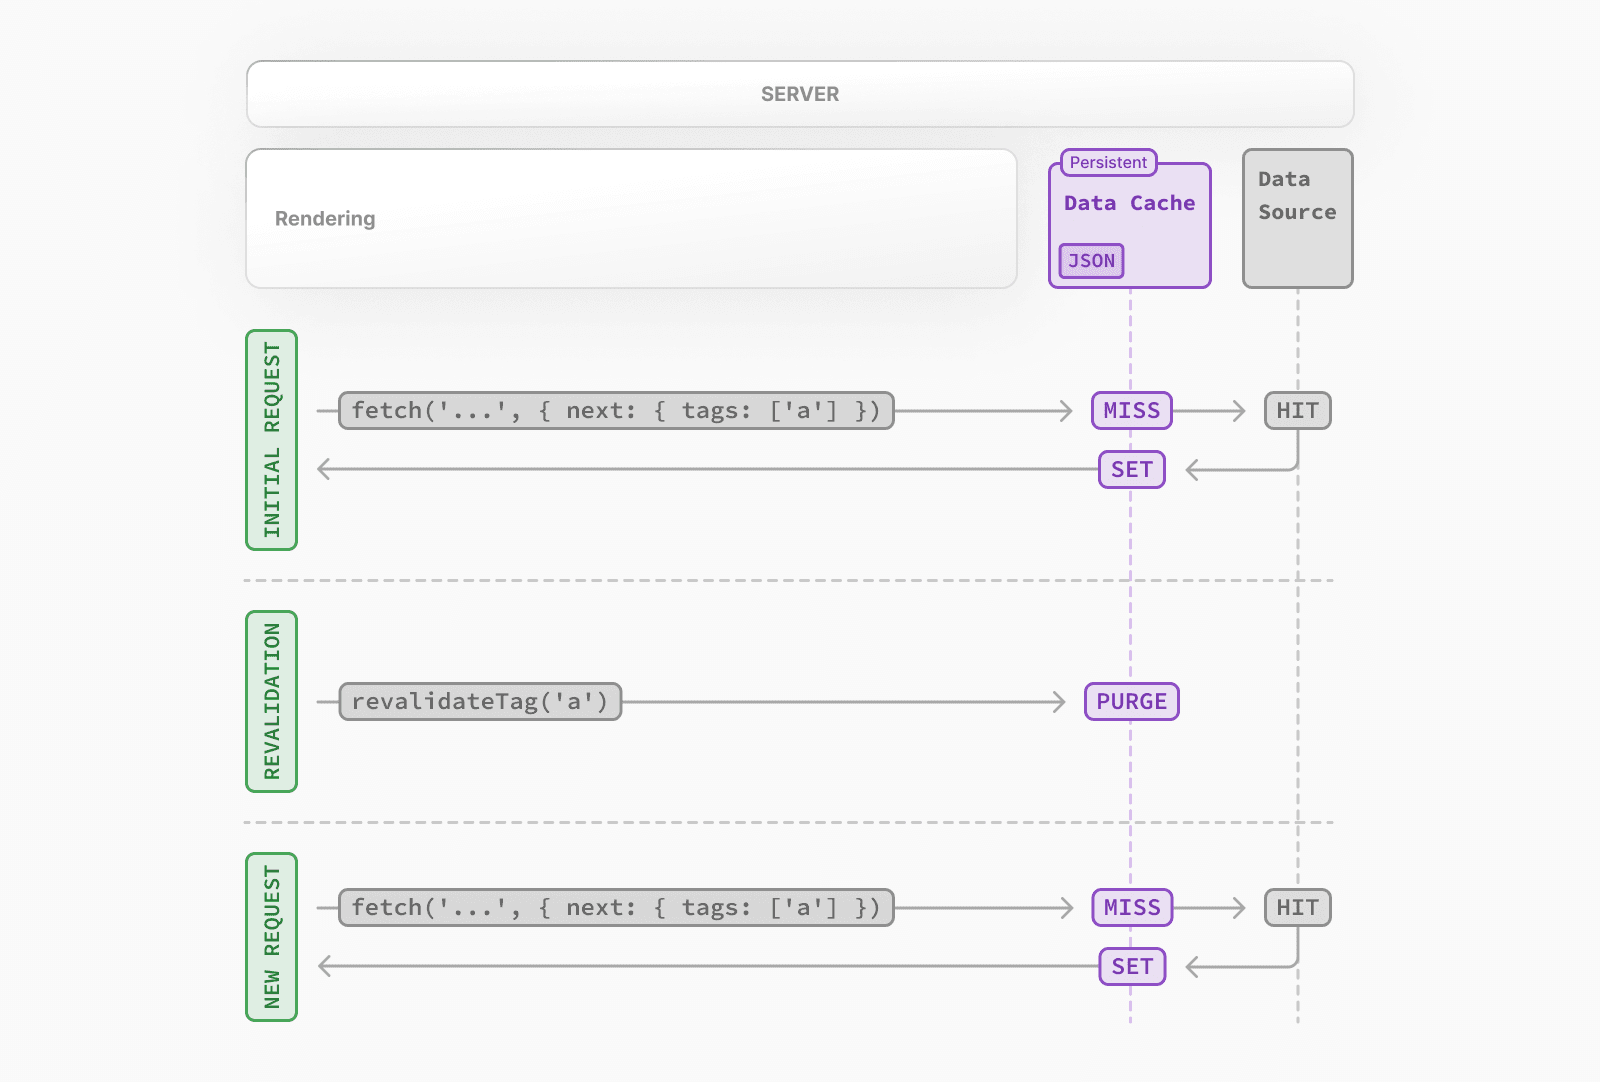 SERVER
Rendering
Persistent
Data Cache
JSON
Data
Source
INITIAL REQUEST
fetch('...', { next: { tags: ['a'] })
MISS
HIT
SET
REVALIDATION
revalidateTag('a')
PURGE
NEW REQUEST
fetch('...', { next: { tags: ['a'] })
MISS
HIT
SET